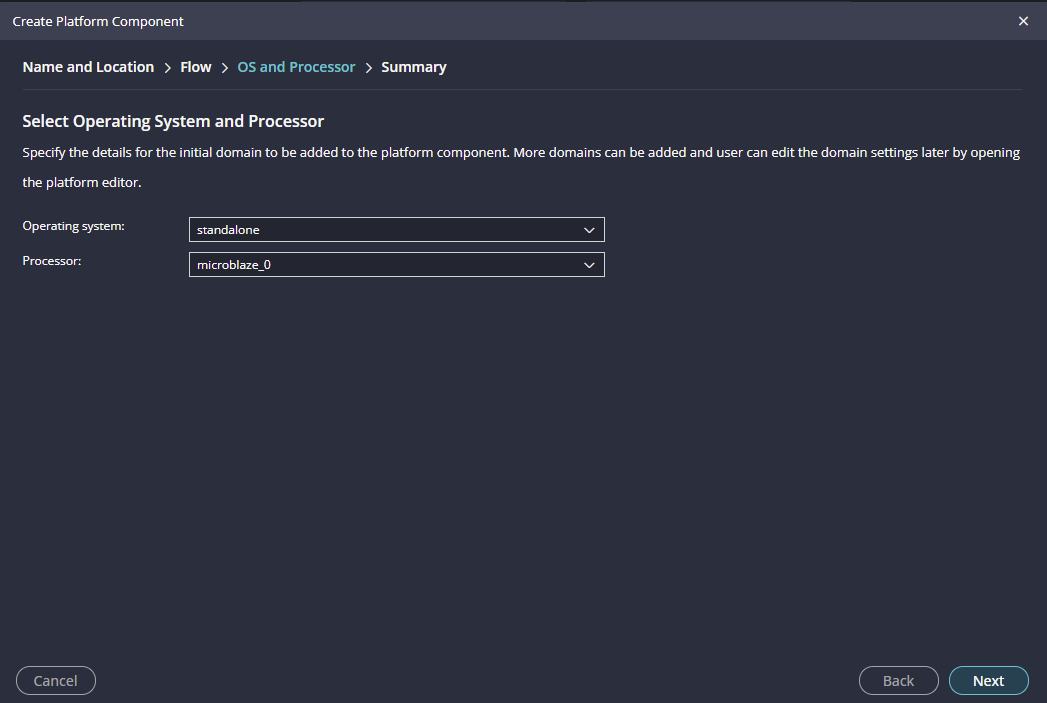 Create Platform Component
Name and Location > Flow > OS and Processor > Summary
Select Operating System and Processor
Specify the details for the initial domain to be added to the platform component. More domains can be added and user can edit the domain settings later by opening
the platform editor.
Operating system: standalone
Processor: microblaze_0
Cancel Back Next